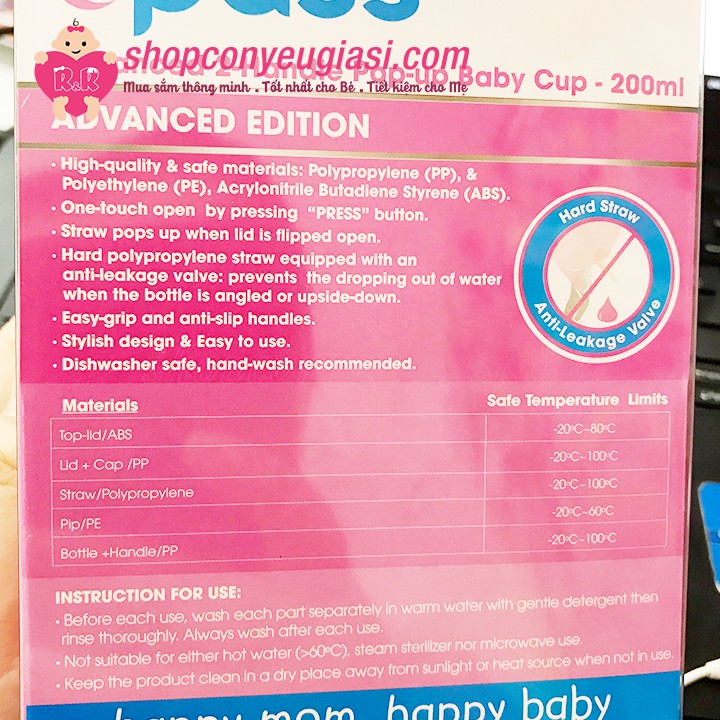 pass
shopconyeugiasi.com
R&R
Mua sắm thông minh . Tốt nhất cho Bé . Tiết kiệm cho Mẹ
2-Handle Pop-up Baby Cup - 200ml
ADVANCED EDITION
· High-quality & safe materials: Polypropylene (PP), &
Polyethylene (PE), Acrylonitrile Butadiene Styrene (ABS).
· One-touch open by pressing "PRESS" button.
· Straw pops up when lid is flipped open.
· Hard polypropylene straw equipped with an
anti-leakage valve: prevents the dropping out of water
when the bottle is angled or upside-down.
· Easy-grip and anti-slip handles.
· Stylish design & Easy to use.
· Dishwasher safe, hand-wash recommended.
Hard Straw
Anti-Leakage Valve
Materials Safe Temperature Limits
Top-lid/ABS -20ºC~80ºC
Lid + Cap /PP -20ºC~100ºC
Straw/Polypropylene -20ºC~100ºC
Pip/PE -20ºC~60ºC
Bottle +Handle/PP -20ºC~100ºC
INSTRUCTION FOR USE:
· Before each use, wash each part separately in warm water with gentle detergent then
rinse thoroughly. Always wash after each use.
· Not suitable for either hot water (>60ºC), steam sterilizer nor microwave use.
· Keep the product clean in a dry place away from sunlight or heat source when not in use.
happy mom, happy baby